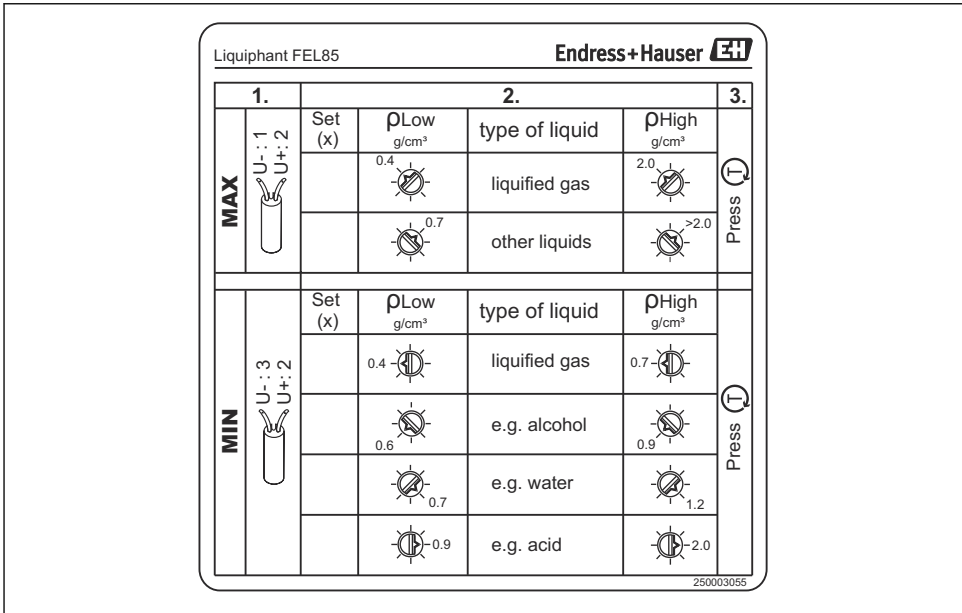 Liquiphant FEL85
Endress+Hauser EH
1. 2. 3.
MAX
U- : 1
U+: 2
Set (x) ρLow g/cm³ type of liquid ρHigh g/cm³
0.4 liquified gas 2.0
0.7 other liquids >2.0
Press T
MIN
U- : 3
U+: 2
Set (x) ρLow g/cm³ type of liquid ρHigh g/cm³
0.4 liquified gas 0.7
0.6 e.g. alcohol 0.9
0.7 e.g. water 1.2
0.9 e.g. acid 2.0
Press T
250003055